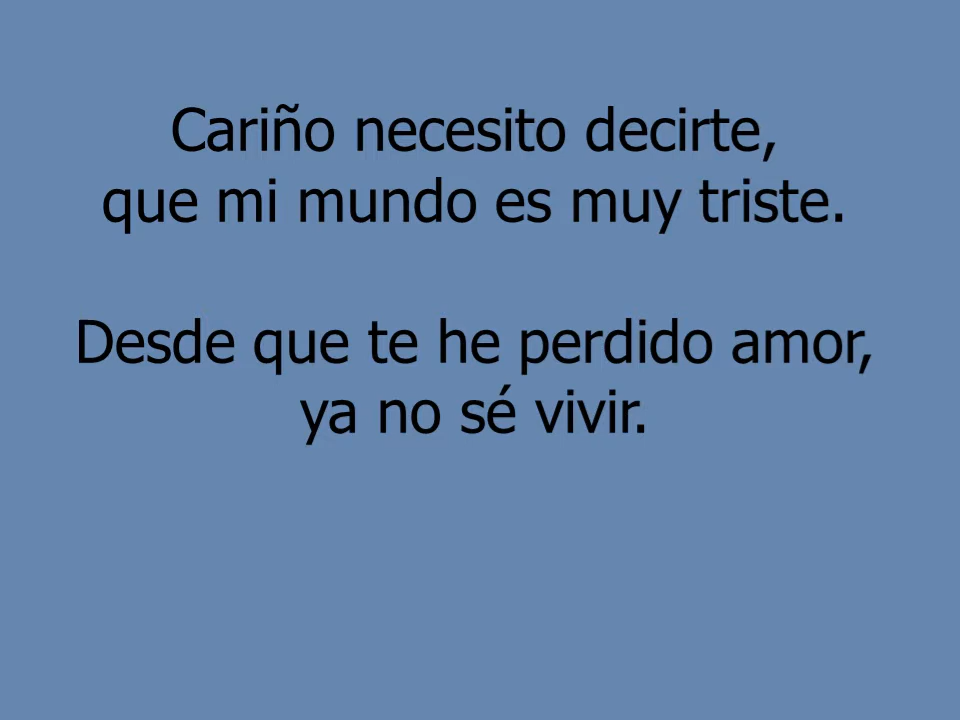 Cariño necesito decirte,
que mi mundo es muy triste.
Desde que te he perdido amor,
ya no sé vivir.